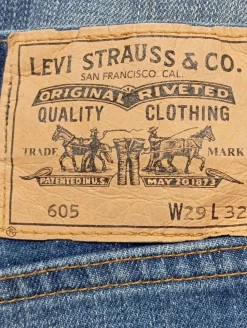 LEVI STRAUSS & CO.
SAN FRANCISCO. CAL.
ORIGINAL RIVETED
QUALITY CLOTHING
TRADE MARK
PATENTED IN U.S. MAY 20 1873
605 W29 L32
®